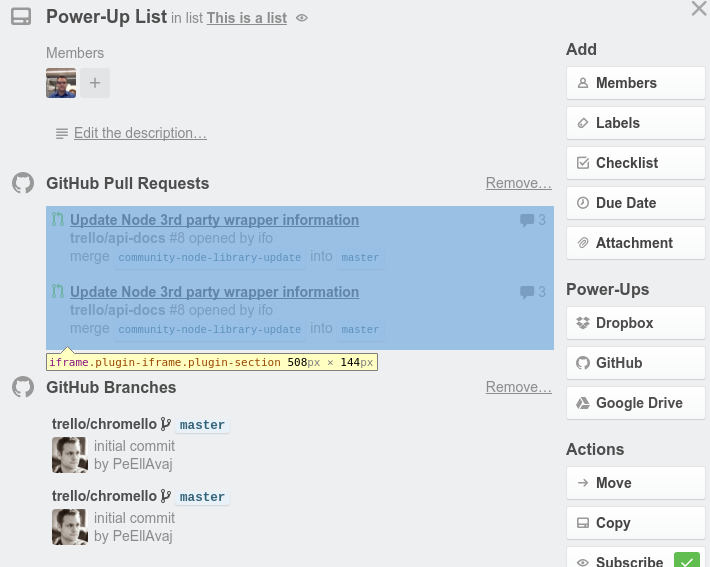 Power-Up List in list This is a list
Members
+
Edit the description…
GitHub Pull Requests Remove…
Update Node 3rd party wrapper information 3
trello/api-docs #8 opened by ifo
merge community-node-library-update into master
Update Node 3rd party wrapper information 3
trello/api-docs #8 opened by ifo
merge community-node-library-update into master
iframe.plugin-iframe.plugin-section 508px × 144px
GitHub Branches Remove…
trello/chromello master
initial commit
by PeEllAvaj
trello/chromello master
initial commit
by PeEllAvaj
Add
Members
Labels
Checklist
Due Date
Attachment
Power-Ups
Dropbox
GitHub
Google Drive
Actions
Move
Copy
Subscribe